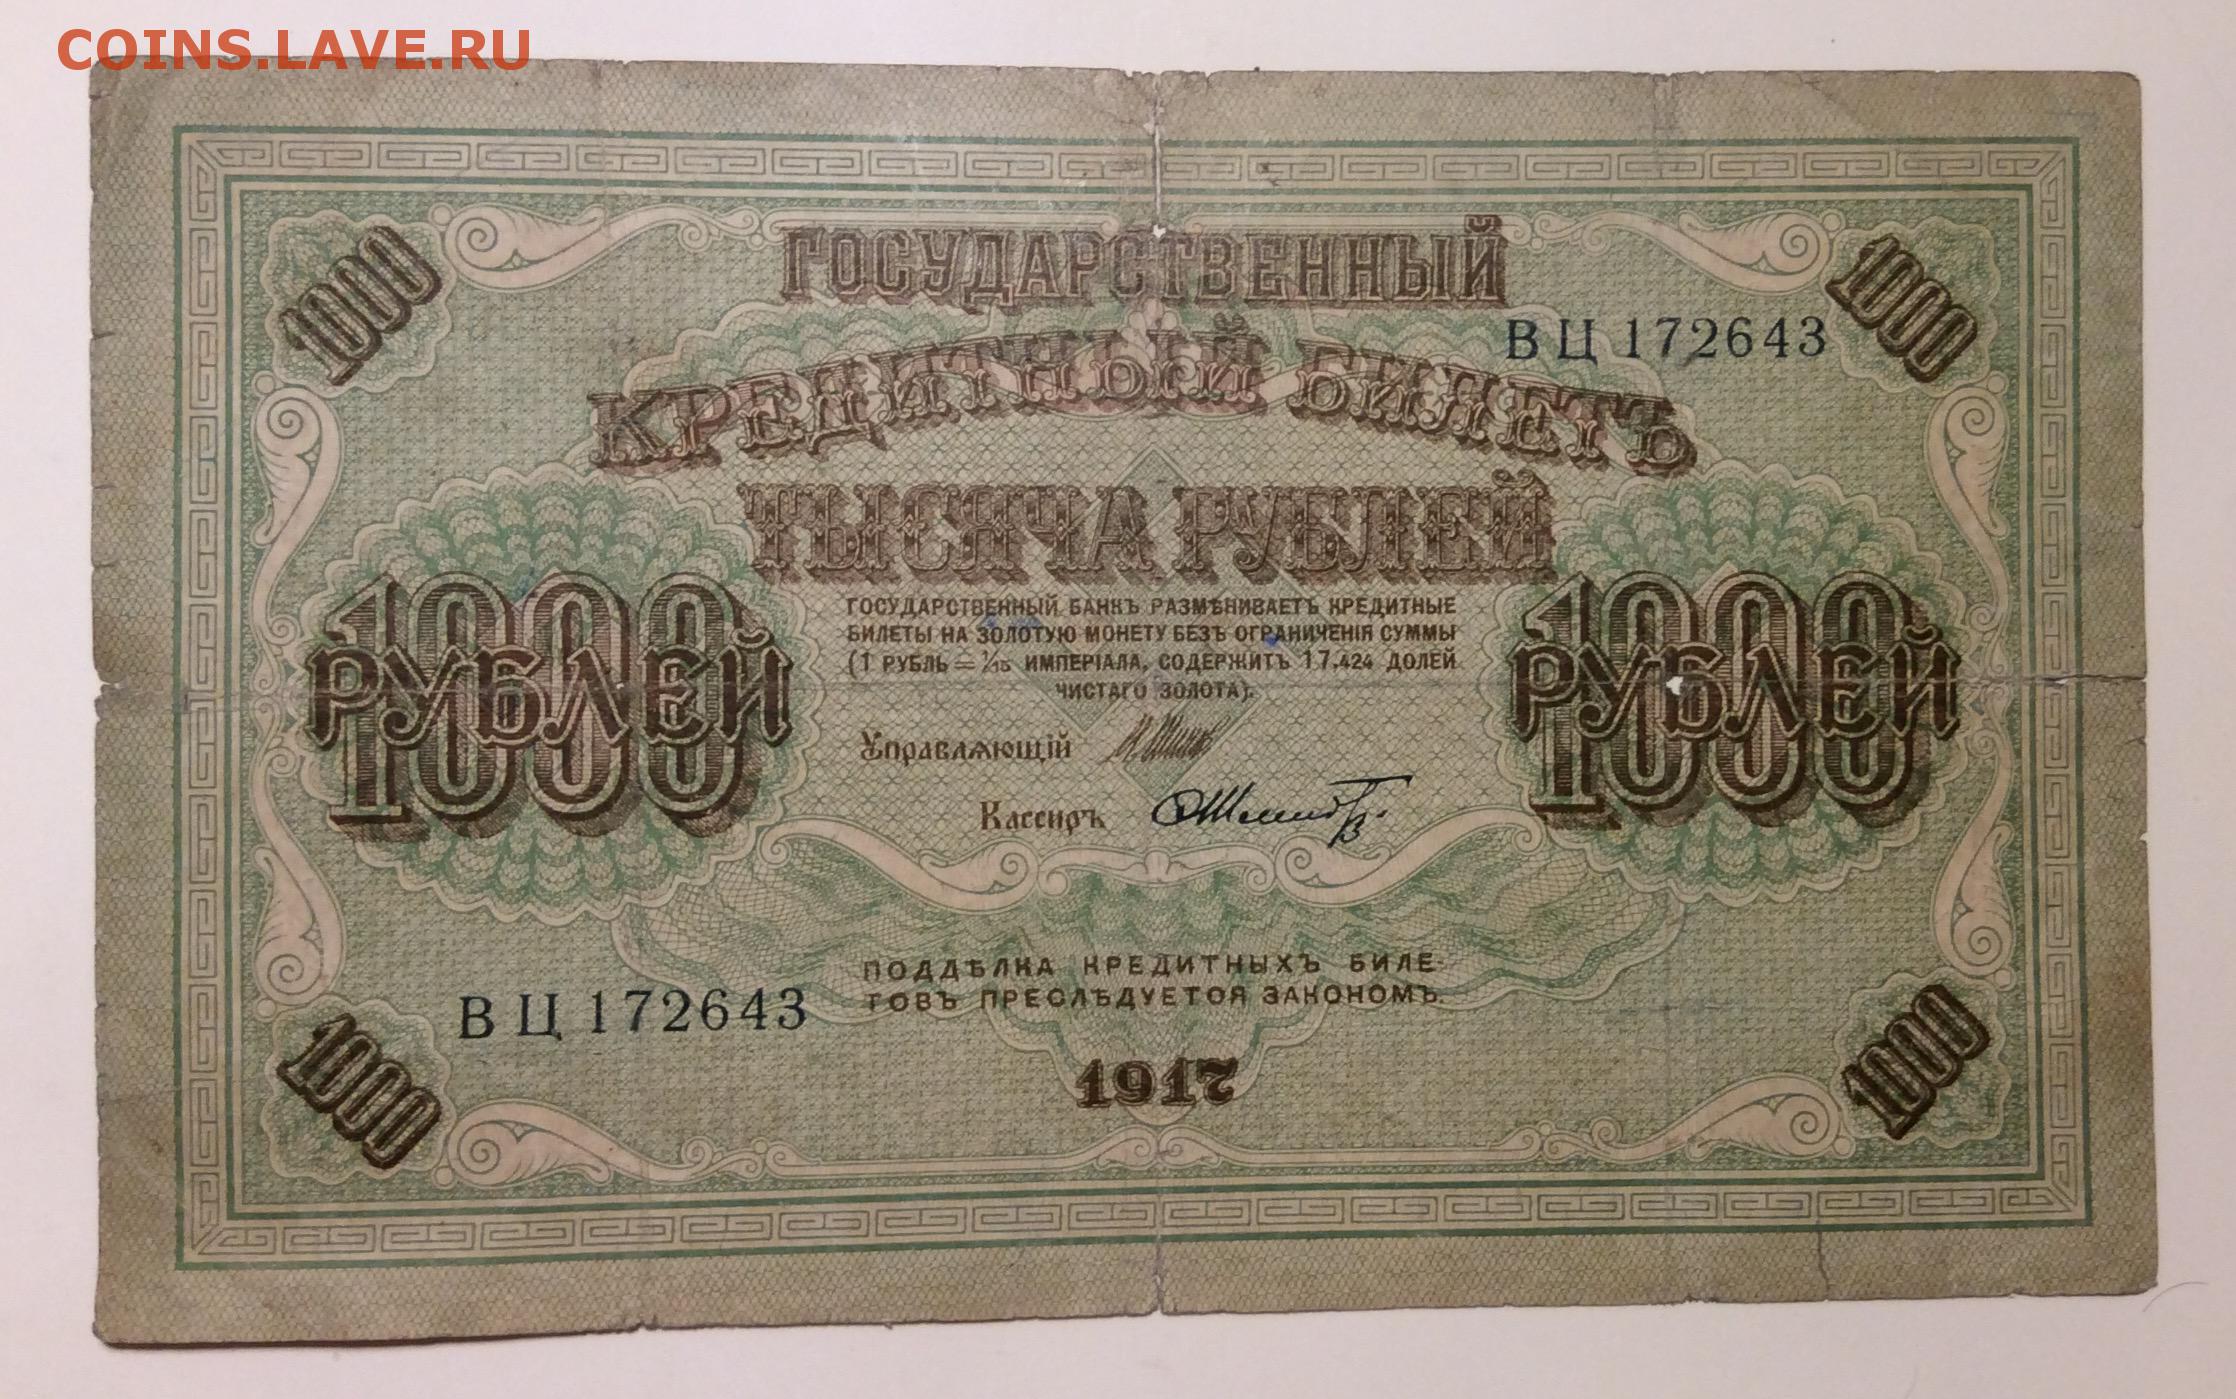 COINS.LAVE.RU
ГОСУДАРСТВЕННЫЙ
1000
1000
ВЦ 172643
КРЕДИТНЫЙ БИЛЕТЪ
ТЫСЯЧА РУБЛЕЙ
1000 РУБЛЕЙ
1000 РУБЛЕЙ
ГОСУДАРСТВЕННЫЙ БАНКЪ РАЗМѢНИВАЕТЪ КРЕДИТНЫЕ
БИЛЕТЫ НА ЗОЛОТУЮ МОНЕТУ БЕЗЪ ОГРАНИЧЕНІЯ СУММЫ
(1 РУБЛЬ = 1/15 ИМПЕРІАЛА, СОДЕРЖИТЪ 17,424 ДОЛЕЙ
ЧИСТАГО ЗОЛОТА).
Управляющій
Кассиръ
ПОДДѢЛКА КРЕДИТНЫХЪ БИЛЕ-
ТОВЪ ПРЕСЛѢДУЕТСЯ ЗАКОНОМЪ.
ВЦ 172643
1917
1000
1000